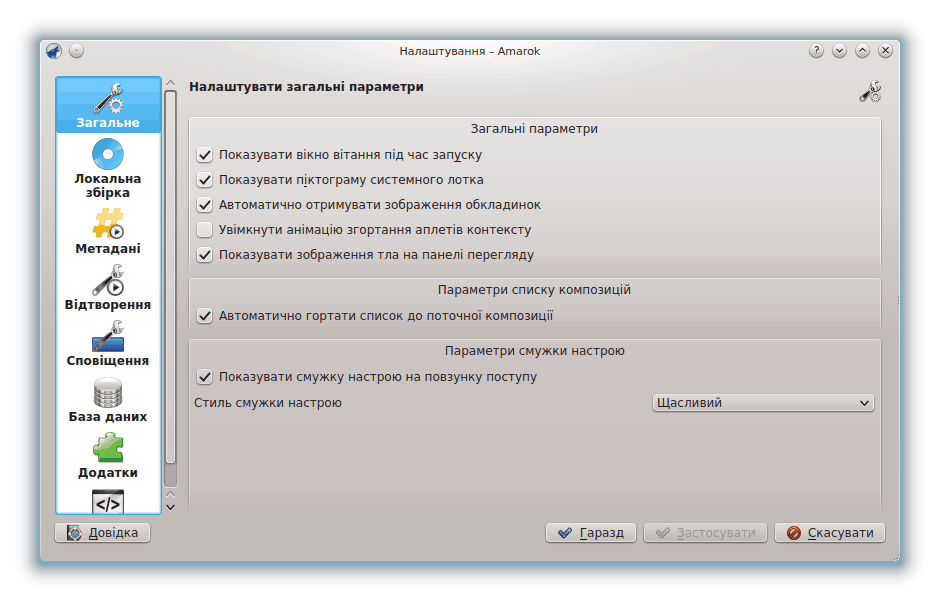 Налаштування – Amarok
Загальне
Локальна
збірка
Метадані
Відтворення
Сповіщення
База даних
Додатки
</>
Налаштувати загальні параметри
Загальні параметри
Показувати вікно вітання під час запуску
Показувати піктограму системного лотка
Автоматично отримувати зображення обкладинок
Увімкнути анімацію згортання аплетів контексту
Показувати зображення тла на панелі перегляду
Параметри списку композицій
Автоматично гортати список до поточної композиції
Параметри смужки настрою
Показувати смужку настрою на повзунку поступу
Стиль смужки настрою
Щасливий
Довідка
Гаразд
Застосувати
Скасувати